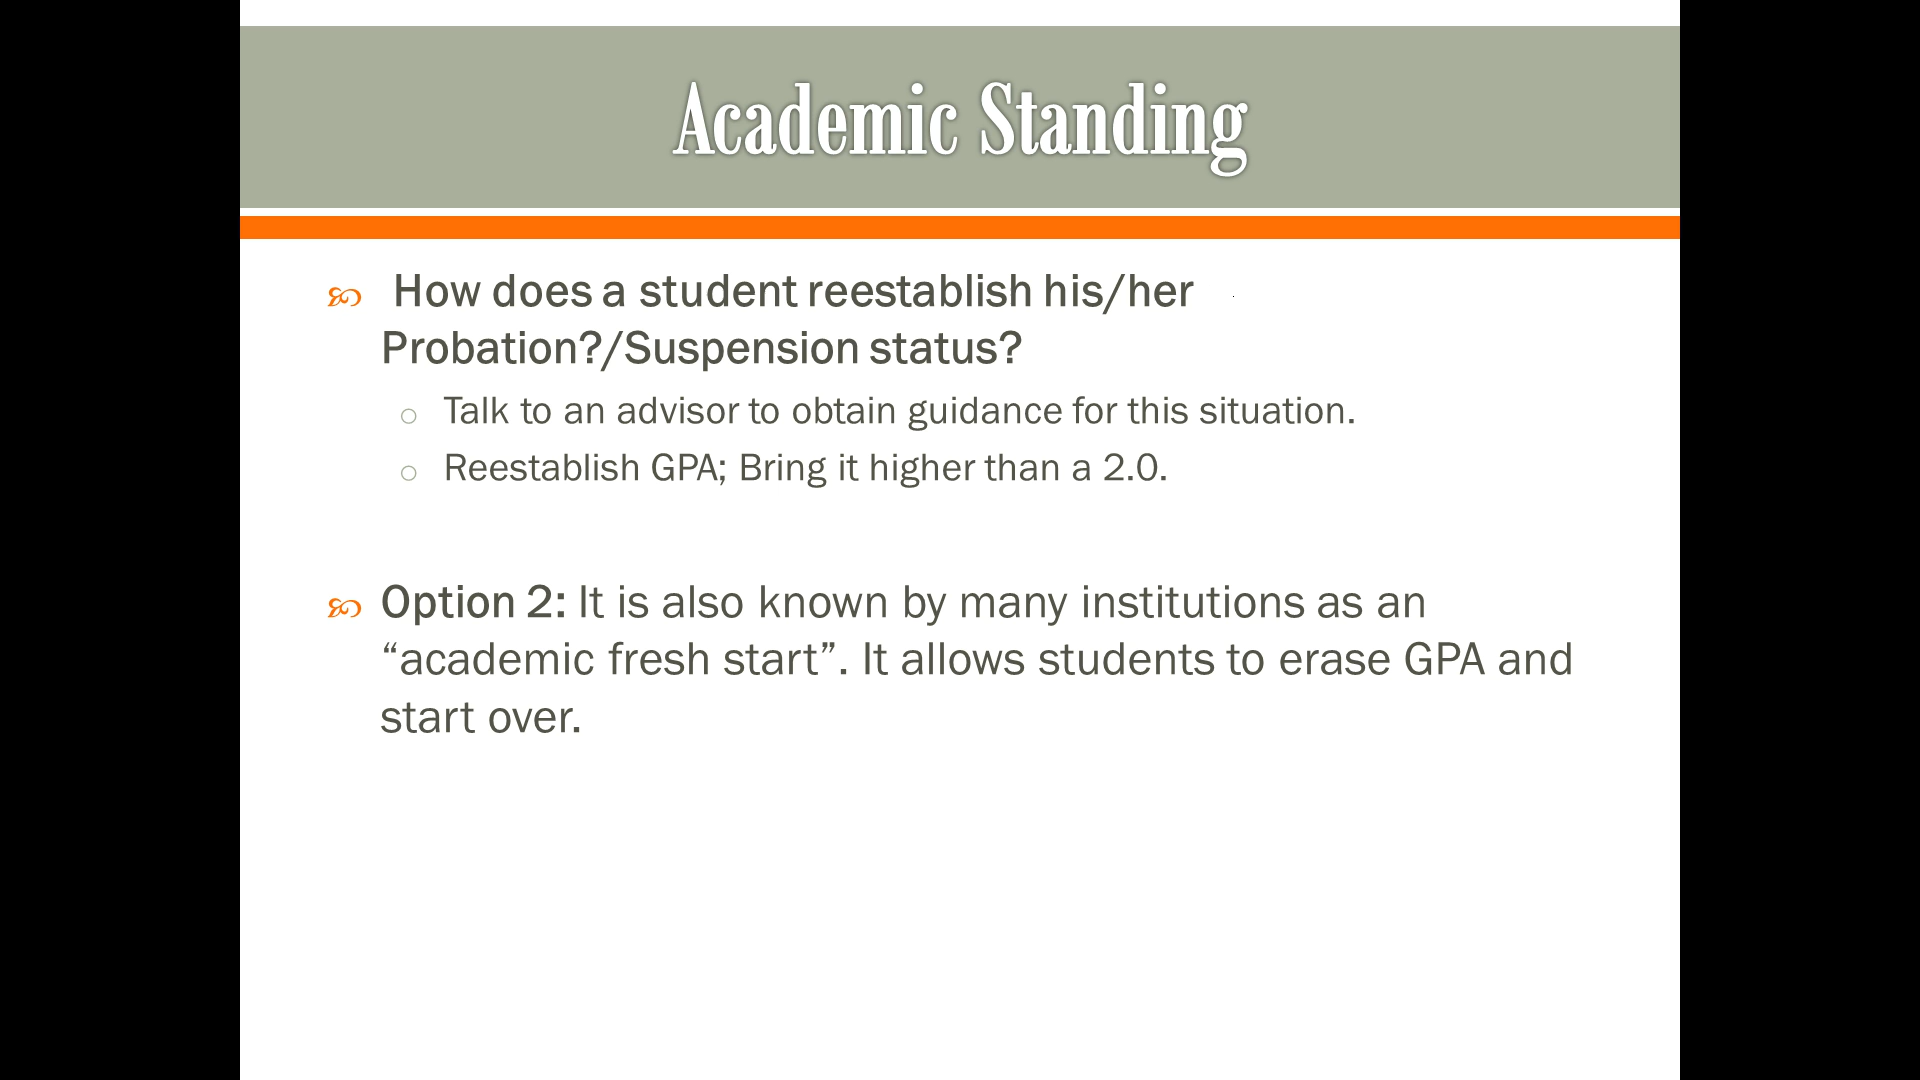 Academic Standing
How does a student reestablish his/her
Probation?/Suspension status?
Talk to an advisor to obtain guidance for this situation.
Reestablish GPA; Bring it higher than a 2.0.
Option 2: It is also known by many institutions as an
“academic fresh start”. It allows students to erase GPA and
start over.